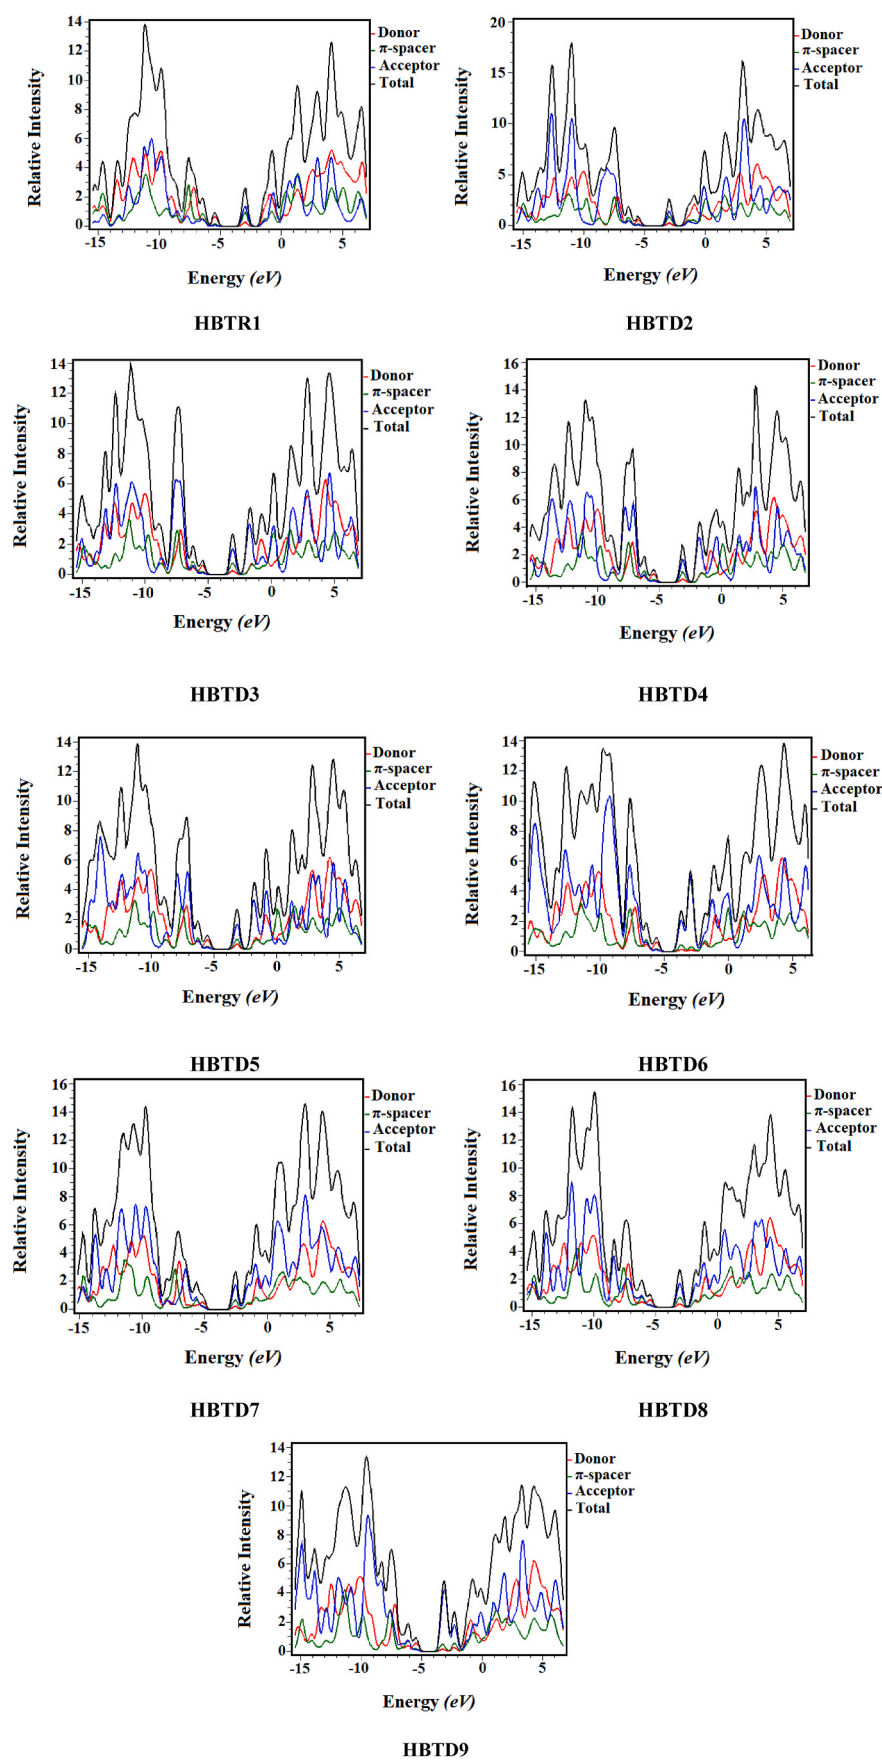 14
12
10
8
6
4
2
0
-15
-10
-5
0
5
Relative Intensity
Energy (eV)
Donor
π-spacer
Acceptor
Total
HBTR1
20
15
10
5
0
-15
-10
-5
0
5
Relative Intensity
Energy (eV)
Donor
π-spacer
Acceptor
Total
HBTD2
14
12
10
8
6
4
2
0
-15
-10
-5
0
5
Relative Intensity
Energy (eV)
Donor
π-spacer
Acceptor
Total
HBTD3
16
14
12
10
8
6
4
2
0
-15
-10
-5
0
5
Relative Intensity
Energy (eV)
Donor
π-spacer
Acceptor
Total
HBTD4
14
12
10
8
6
4
2
0
-15
-10
-5
0
5
Relative Intensity
Energy (eV)
Donor
π-spacer
Acceptor
Total
HBTD5
14
12
10
8
6
4
2
0
-15
-10
-5
0
5
Relative Intensity
Energy (eV)
Donor
π-spacer
Acceptor
Total
HBTD6
16
14
12
10
8
6
4
2
0
-15
-10
-5
0
5
Relative Intensity
Energy (eV)
Donor
π-spacer
Acceptor
Total
HBTD7
16
14
12
10
8
6
4
2
0
-15
-10
-5
0
5
Relative Intensity
Energy (eV)
Donor
π-spacer
Acceptor
Total
HBTD8
14
12
10
8
6
4
2
0
-15
-10
-5
0
5
Relative Intensity
Energy (eV)
Donor
π-spacer
Acceptor
Total
HBTD9